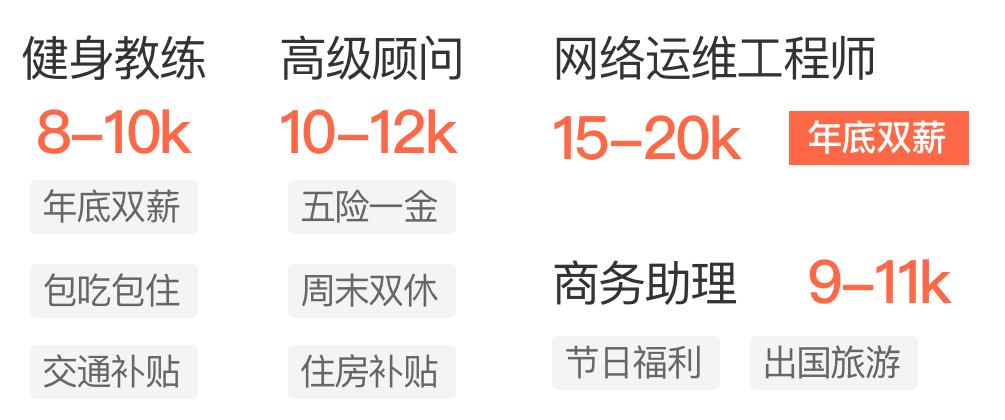 健身教练
8–10k
年底双薪
包吃包住
交通补贴
高级顾问
10–12k
五险一金
周末双休
住房补贴
网络运维工程师
15–20k 年底双薪
商务助理 9–11k
节日福利 出国旅游